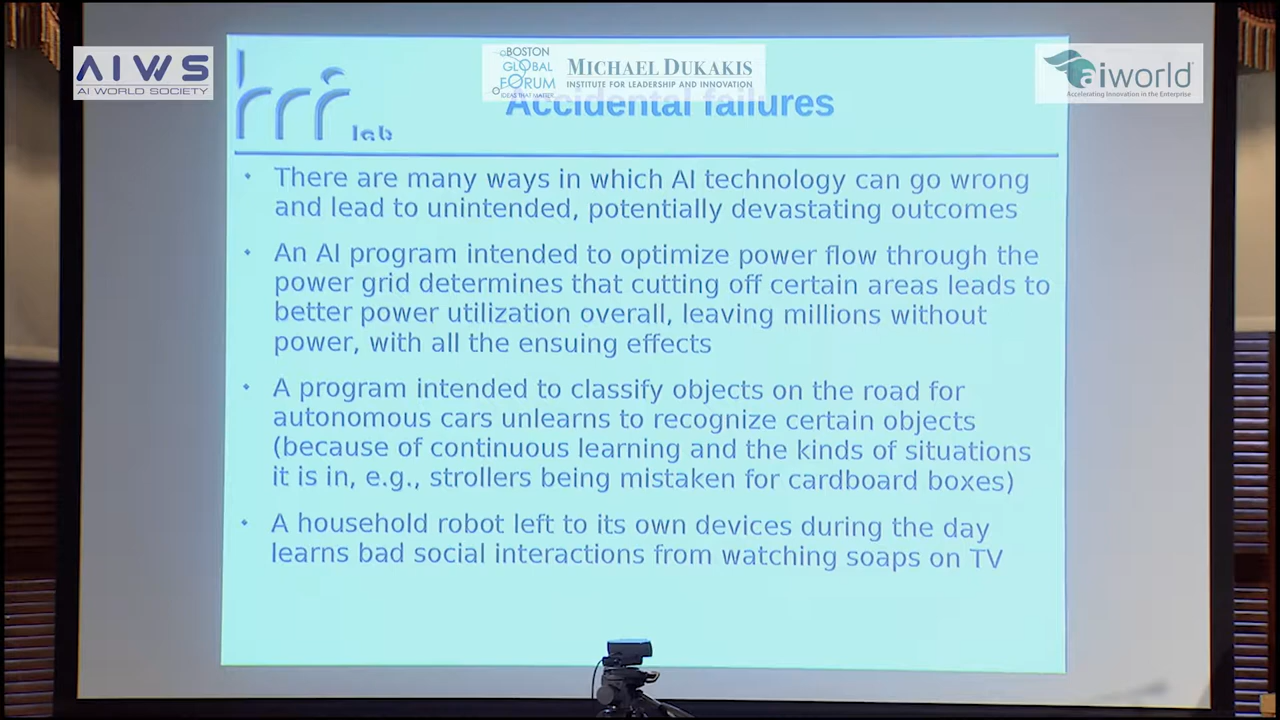 AIWS
AI WORLD SOCIETY
BOSTON
GLOBAL
FORUM
IDEAS THAT MATTER
MICHAEL DUKAKIS
INSTITUTE FOR LEADERSHIP AND INNOVATION
aiworld
Accelerating Innovation in the Enterprise
hri lab
Accidental failures
• There are many ways in which AI technology can go wrong
and lead to unintended, potentially devastating outcomes
• An AI program intended to optimize power flow through the
power grid determines that cutting off certain areas leads to
better power utilization overall, leaving millions without
power, with all the ensuing effects
• A program intended to classify objects on the road for
autonomous cars unlearns to recognize certain objects
(because of continuous learning and the kinds of situations
it is in, e.g., strollers being mistaken for cardboard boxes)
• A household robot left to its own devices during the day
learns bad social interactions from watching soaps on TV